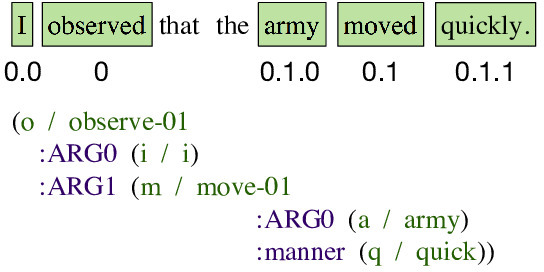 I observed that the army moved quickly.
0.0 0 0.1.0 0.1 0.1.1
(o / observe-01
:ARG0 (i / i)
:ARG1 (m / move-01
:ARG0 (a / army)
:manner (q / quick))